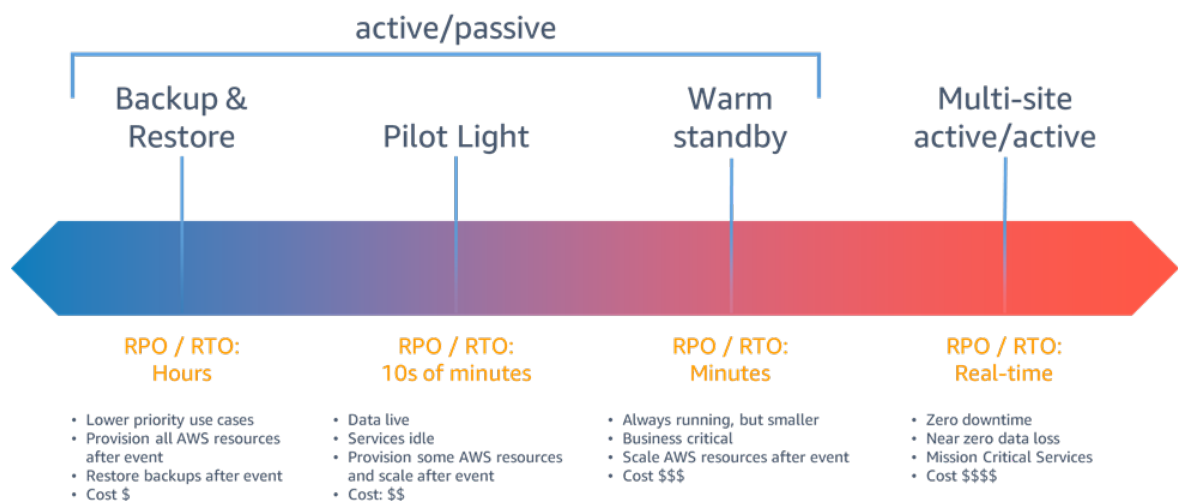 active/passive
Backup &
Restore
Pilot Light
Warm
standby
Multi-site
active/active
RPO / RTO:
Hours
RPO / RTO:
10s of minutes
RPO / RTO:
Minutes
RPO / RTO:
Real-time
• Lower priority use cases
• Provision all AWS resources
after event
• Restore backups after event
• Cost $
• Data live
• Services idle
• Provision some AWS resources
and scale after event
• Cost: $$
• Always running, but smaller
• Business critical
• Scale AWS resources after event
• Cost $$$
• Zero downtime
• Near zero data loss
• Mission Critical Services
• Cost $$$$